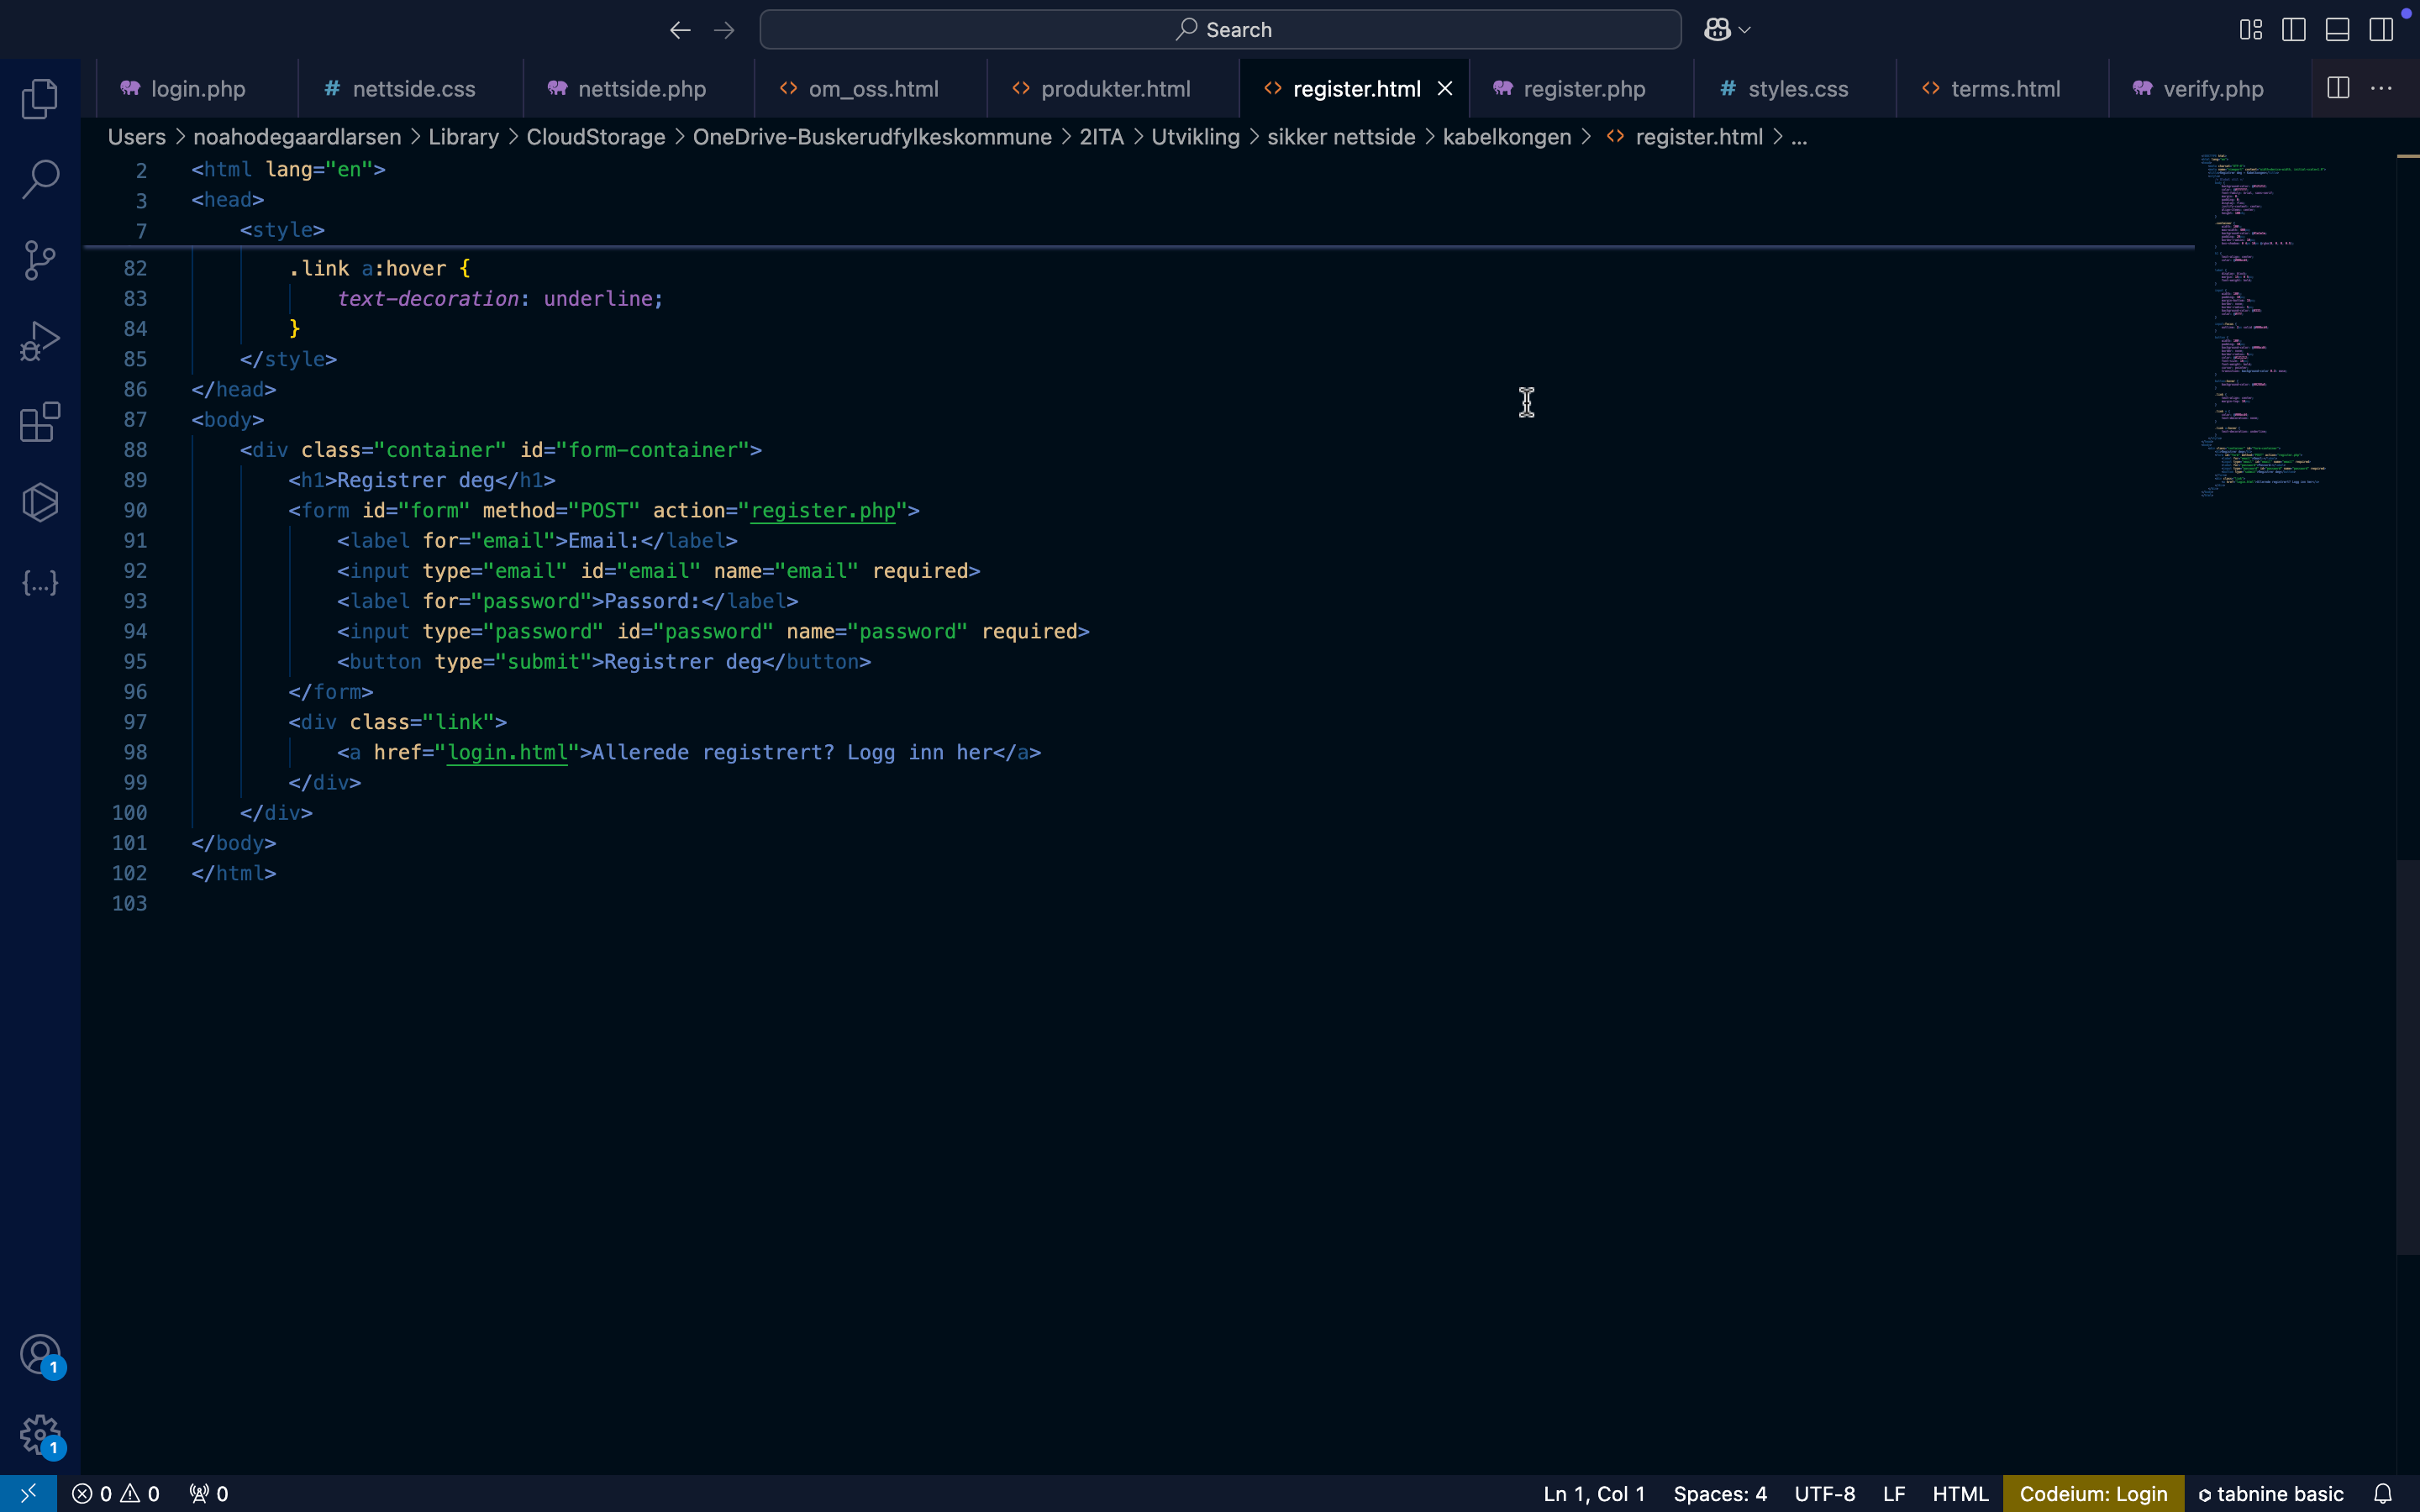 Search
login.php
nettside.css
nettside.php
om_oss.html
produkter.html
register.html
register.php
styles.css
terms.html
verify.php
Users > noahodegaardlarsen > Library > CloudStorage > OneDrive-Buskerudfylkeskommune > 2ITA > Utvikling > sikker nettside > kabelkongen > register.html > ...
2 <html lang="en">
3 <head>
7 <style>
82 .link a:hover {
83 text-decoration: underline;
84 }
85 </style>
86 </head>
87 <body>
88 <div class="container" id="form-container">
89 <h1>Registrer deg</h1>
90 <form id="form" method="POST" action="register.php">
91 <label for="email">Email:</label>
92 <input type="email" id="email" name="email" required>
93 <label for="password">Passord:</label>
94 <input type="password" id="password" name="password" required>
95 <button type="submit">Registrer deg</button>
96 </form>
97 <div class="link">
98 <a href="login.html">Allerede registrert? Logg inn her</a>
99 </div>
100 </div>
101 </body>
102 </html>
103
1
1
0 0 0 Ln 1, Col 1 Spaces: 4 UTF-8 LF HTML Codeium: Login tabnine basic